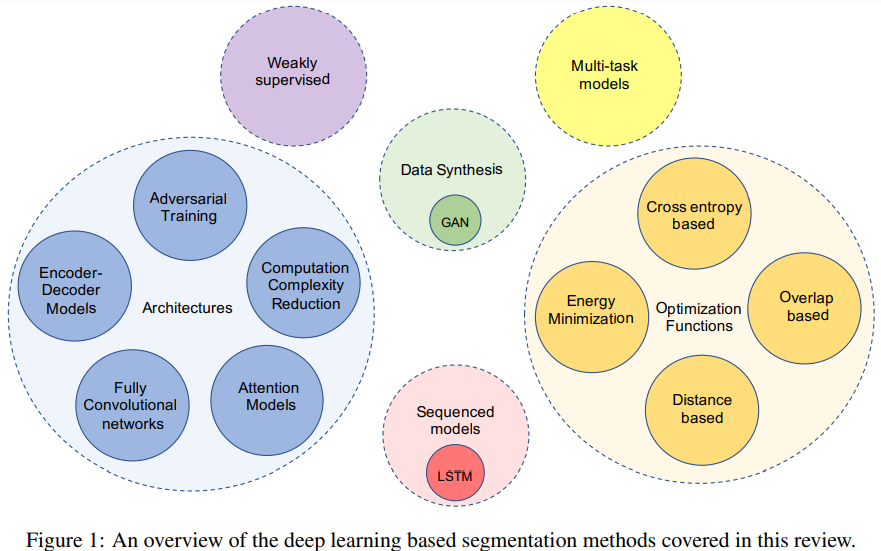 Weakly
supervised
Multi-task
models
Data Synthesis
GAN
Adversarial
Training
Encoder-
Decoder
Models
Computation
Complexity
Reduction
Architectures
Fully
Convolutional
networks
Attention
Models
Cross entropy
based
Energy
Minimization
Optimization
Functions
Overlap
based
Distance
based
Sequenced
models
LSTM
Figure 1: An overview of the deep learning based segmentation methods covered in this review.